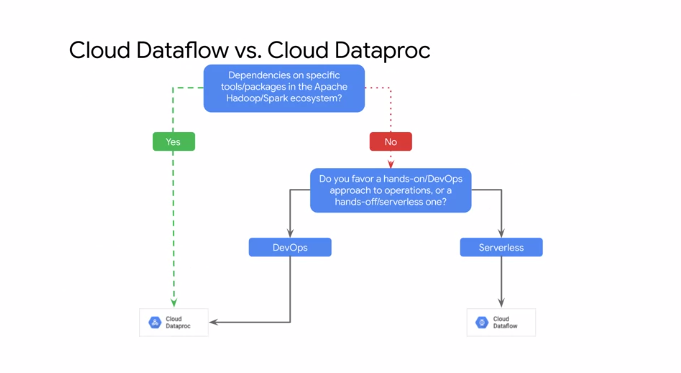 Cloud Dataflow vs. Cloud Dataproc
Dependencies on specific
tools/packages in the Apache
Hadoop/Spark ecosystem?
Yes
No
Do you favor a hands-on/DevOps
approach to operations, or a
hands-off/serverless one?
DevOps
Serverless
Cloud
Dataproc
Cloud
Dataflow